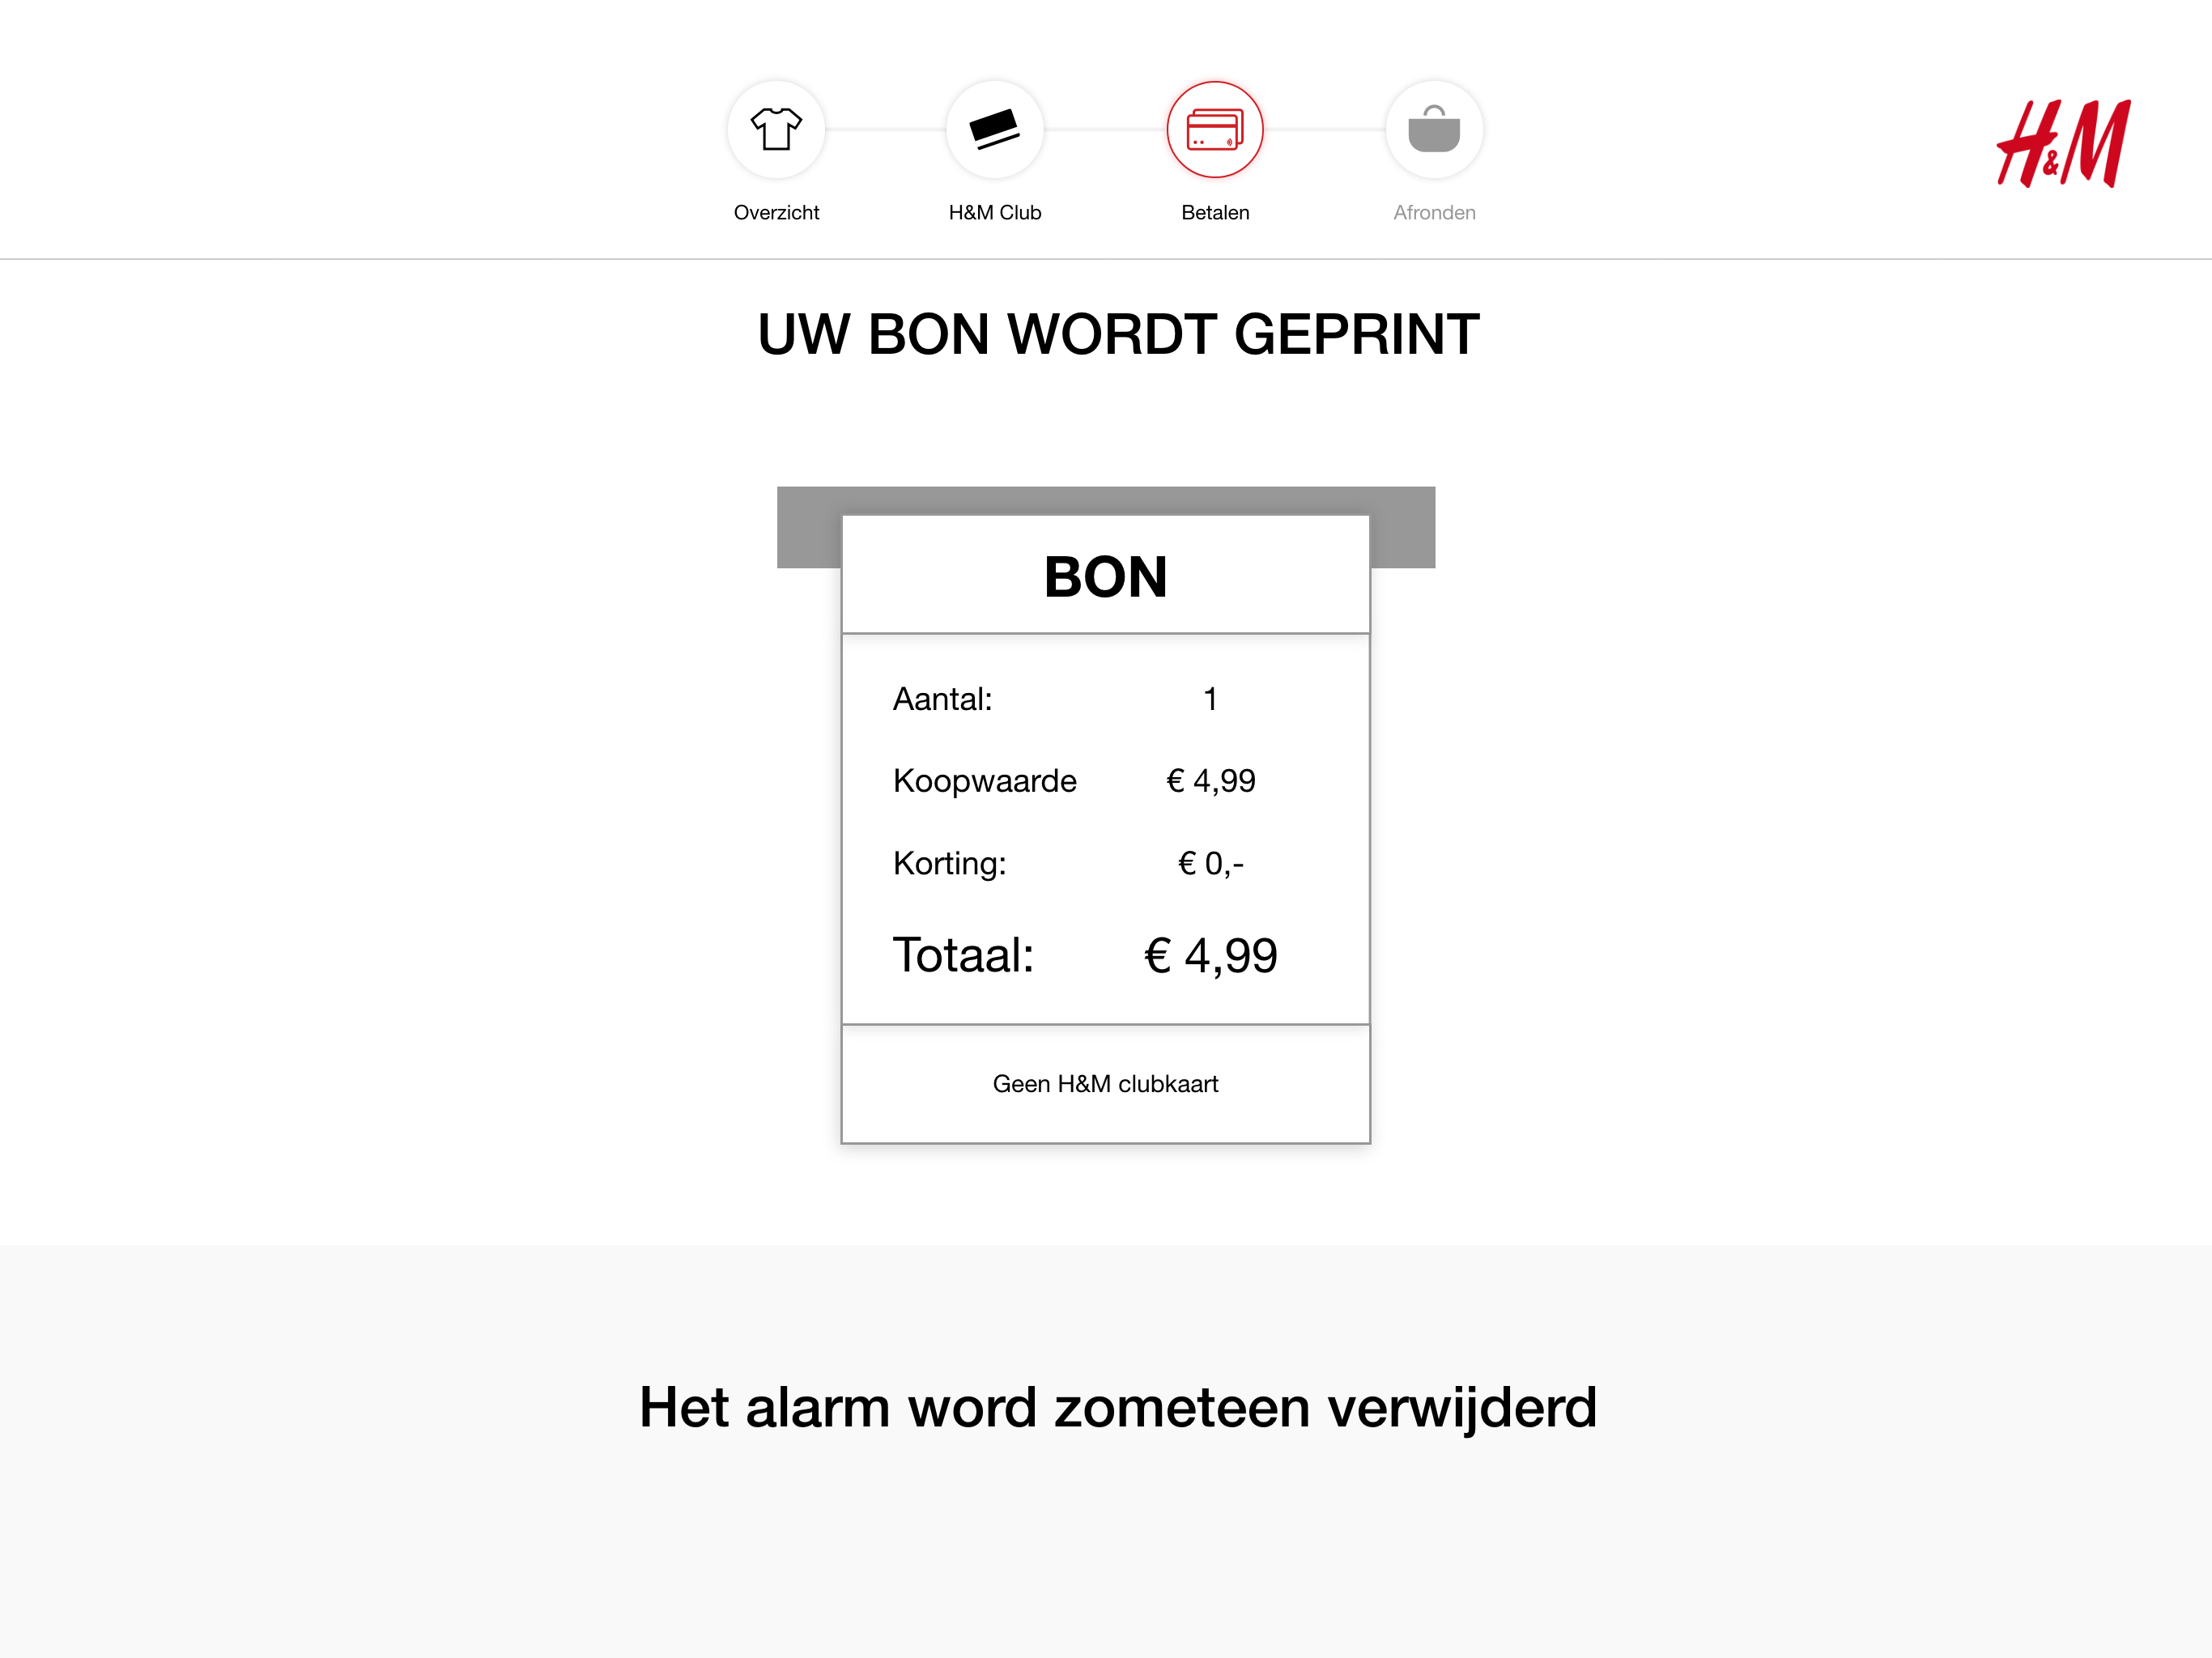 H&M
Overzicht
H&M Club
Betalen
Afronden
UW BON WORDT GEPRINT
BON
Aantal: 1
Koopwaarde € 4,99
Korting: € 0,-
Totaal: € 4,99
Geen H&M clubkaart
Het alarm word zometeen verwijderd